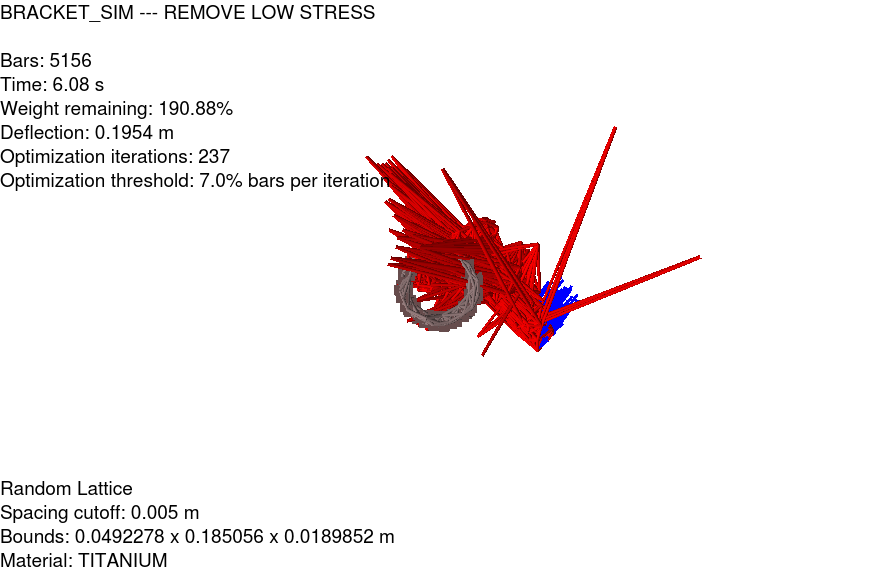 BRACKET_SIM --- REMOVE LOW STRESS
Bars: 5156
Time: 6.08 s
Weight remaining: 190.88%
Deflection: 0.1954 m
Optimization iterations: 237
Optimization threshold: 7.0% bars per iteration
Random Lattice
Spacing cutoff: 0.005 m
Bounds: 0.0492278 x 0.185056 x 0.0189852 m
Material: TITANIUM